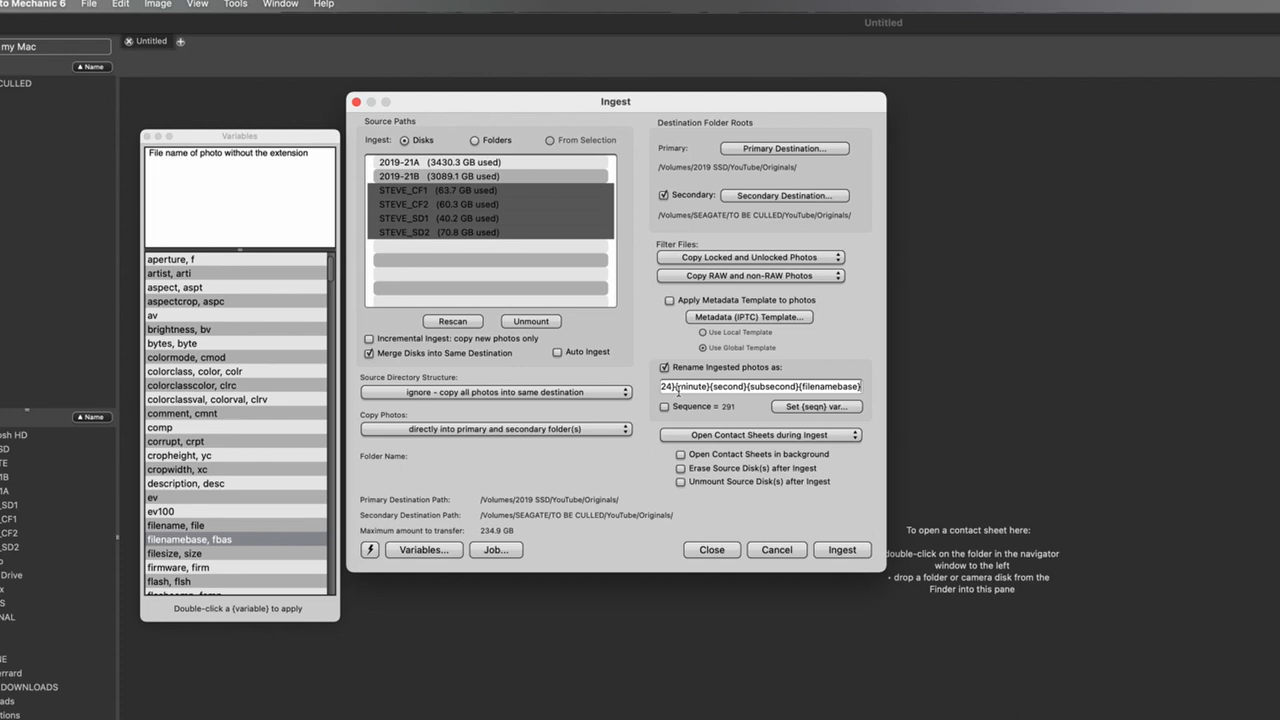 to Mechanic 6 File Edit Image View Tools Window Help
Untitled
my Mac
Untitled
▲ Name
CULLED
Ingest
Source Paths
Ingest: Disks Folders From Selection
2019-21A (3430.3 GB used)
2019-21B (3089.1 GB used)
STEVE_CF1 (63.7 GB used)
STEVE_CF2 (60.3 GB used)
STEVE_SD1 (40.2 GB used)
STEVE_SD2 (70.8 GB used)
Rescan Unmount
Incremental Ingest: copy new photos only
Merge Disks into Same Destination Auto Ingest
Source Directory Structure:
ignore - copy all photos into same destination
Copy Photos:
directly into primary and secondary folder(s)
Folder Name:
Primary Destination Path: /Volumes/2019 SSD/YouTube/Originals/
Secondary Destination Path: /Volumes/SEAGATE/TO BE CULLED/YouTube/Originals/
Maximum amount to transfer: 234.9 GB
Variables... Job...
Destination Folder Roots
Primary: Primary Destination...
/Volumes/2019 SSD/YouTube/Originals/
Secondary: Secondary Destination...
/Volumes/SEAGATE/TO BE CULLED/YouTube/Originals/
Filter Files:
Copy Locked and Unlocked Photos
Copy RAW and non-RAW Photos
Apply Metadata Template to photos
Metadata (IPTC) Template...
Use Local Template
Use Global Template
Rename Ingested photos as:
24}{minute}{second}{subsecond}{filenamebase}
Sequence = 291 Set {seqn} var...
Open Contact Sheets during Ingest
Open Contact Sheets in background
Erase Source Disk(s) after Ingest
Unmount Source Disk(s) after Ingest
Close Cancel Ingest
Variables
File name of photo without the extension
aperture, f
artist, arti
aspect, aspt
aspectcrop, aspc
av
brightness, bv
bytes, byte
colormode, cmod
colorclass, color, colr
colorclasscolor, clrc
colorclassval, colorval, clrv
comment, cmnt
comp
corrupt, crpt
cropheight, yc
cropwidth, xc
description, desc
ev
ev100
filename, file
filenamebase, fbas
filesize, size
firmware, firm
flash, flsh
Double-click a {variable} to apply
▲ Name
osh HD
SD
TE
1B
1A
_SD1
_CF1
_CF2
_SD2
o
Drive
x
S
NAL
NE
errard
DOWNLOADS
ads
tions
To open a contact sheet here:
double-click on the folder in the navigator
window to the left
• drop a folder or camera disk from the
Finder into this pane